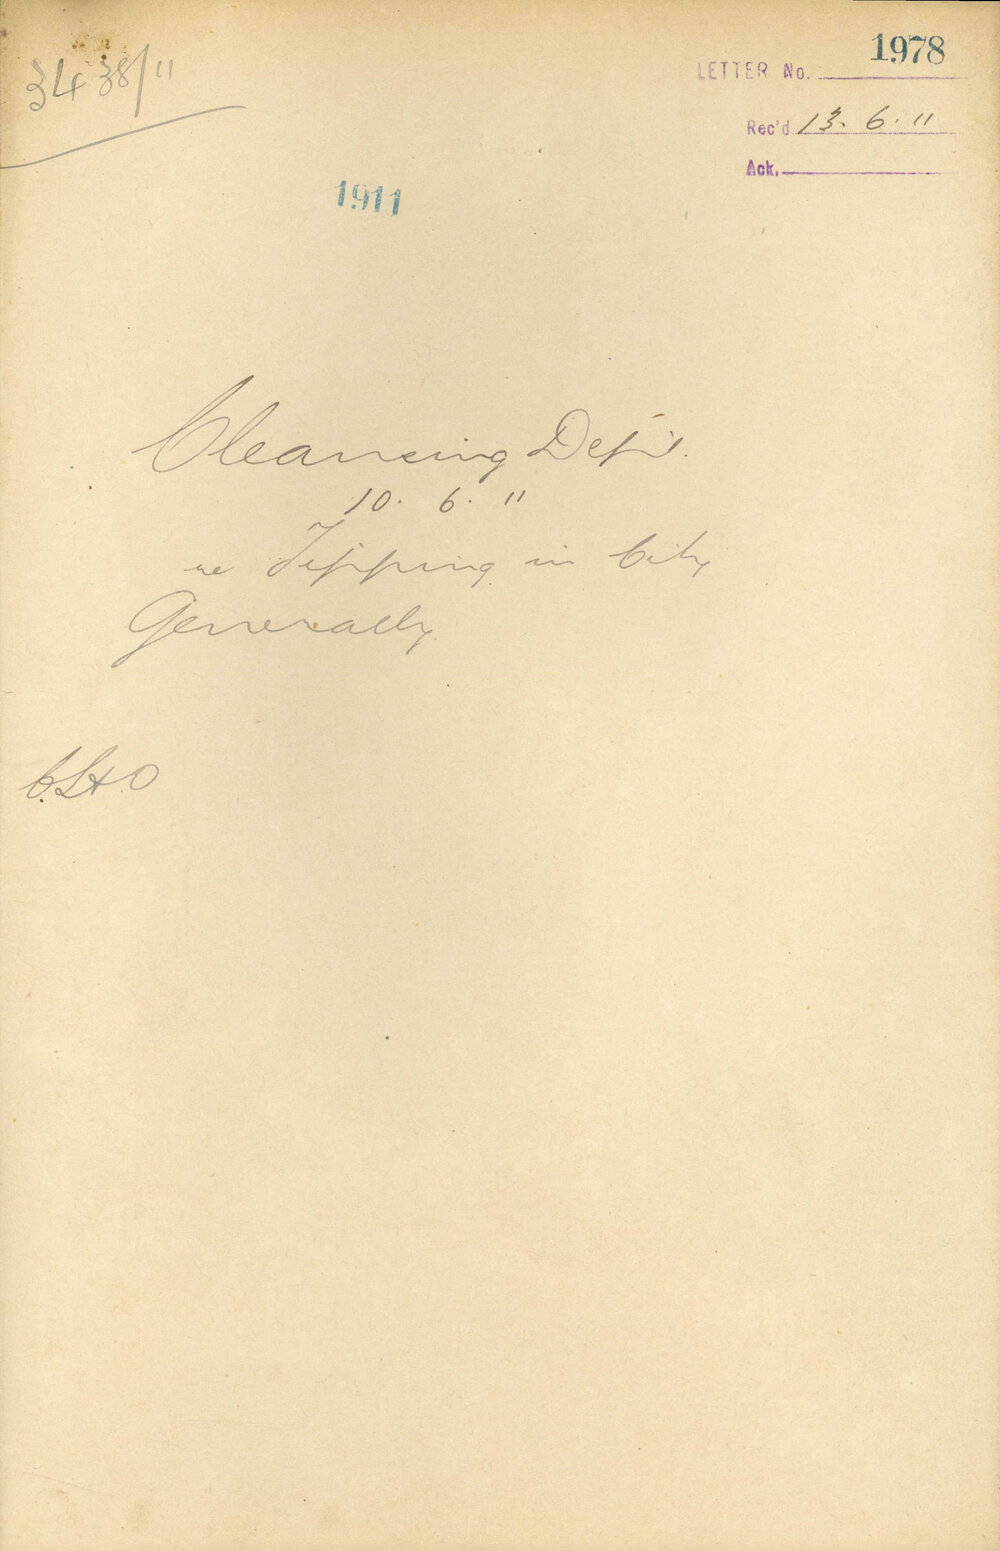 3438/11
1978
LETTER No.
Rec'd 13. 6. 11
Ack.
1911
Cleansing Dep't.
10. 6. 11
re Tipping in City
Generally